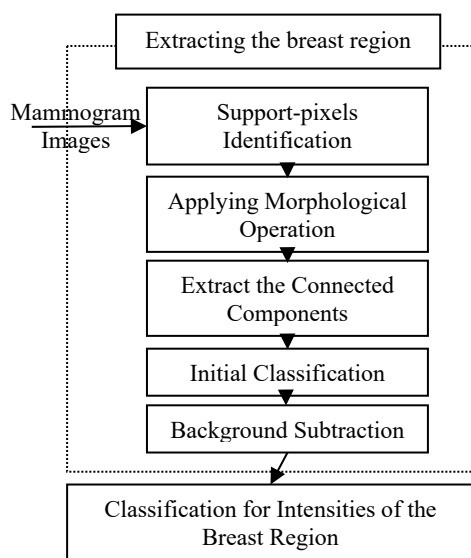 Extracting the breast region
Mammogram
Images
Support-pixels
Identification
Applying Morphological
Operation
Extract the Connected
Components
Initial Classification
Background Subtraction
Classification for Intensities of the
Breast Region